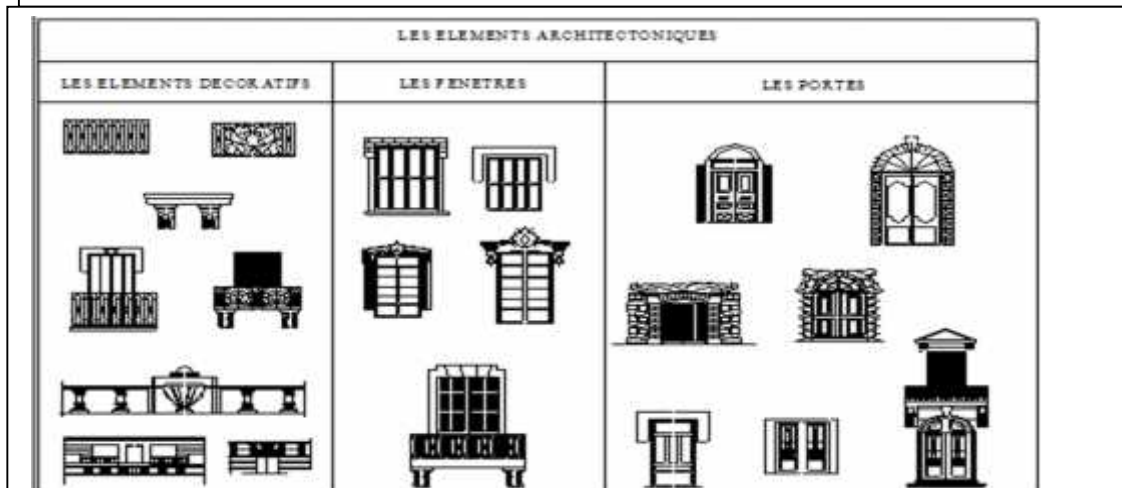 LES ELEMENTS ARCHITECTONIQUES
LES ELEMENTS DECORATIFS
LES FENETRES
LES PORTES